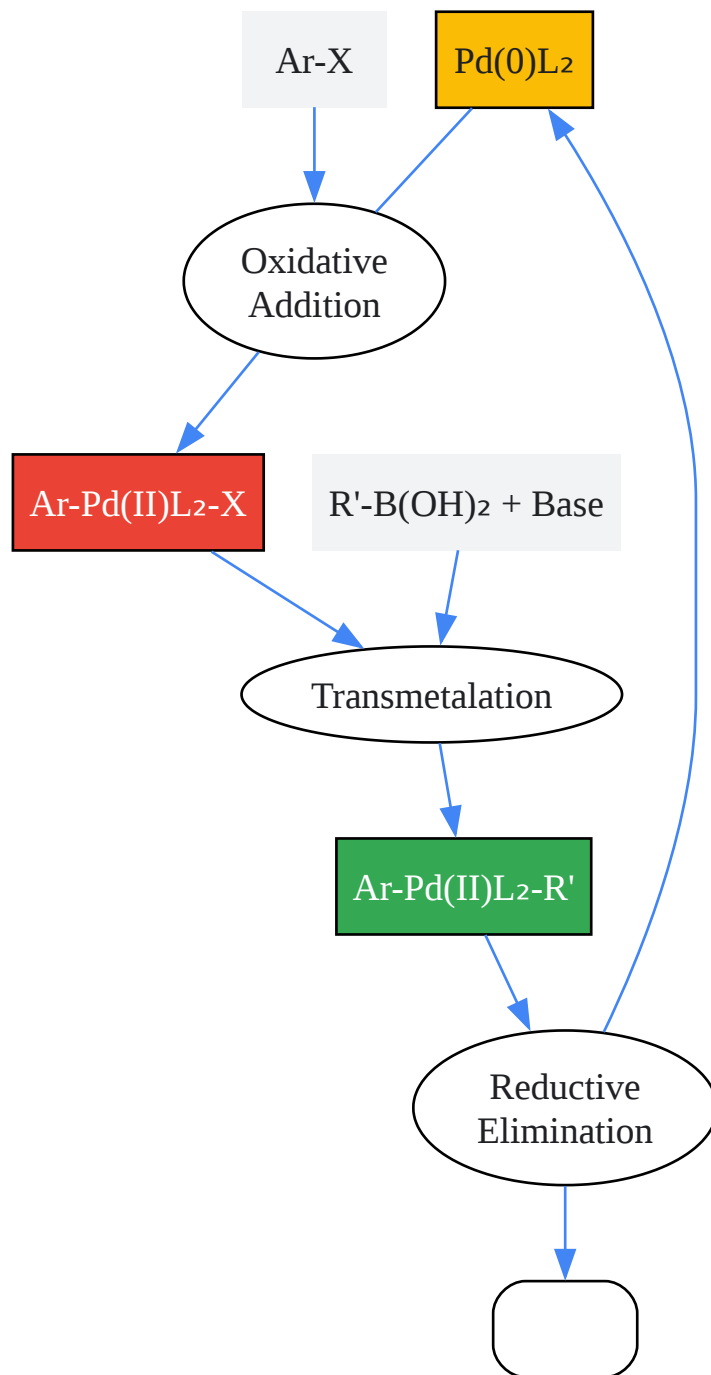 Ar-X
Pd(0)L₂
Oxidative
Addition
Ar-Pd(II)L₂-X
R'-B(OH)₂ + Base
Transmetalation
Ar-Pd(II)L₂-R'
Reductive
Elimination